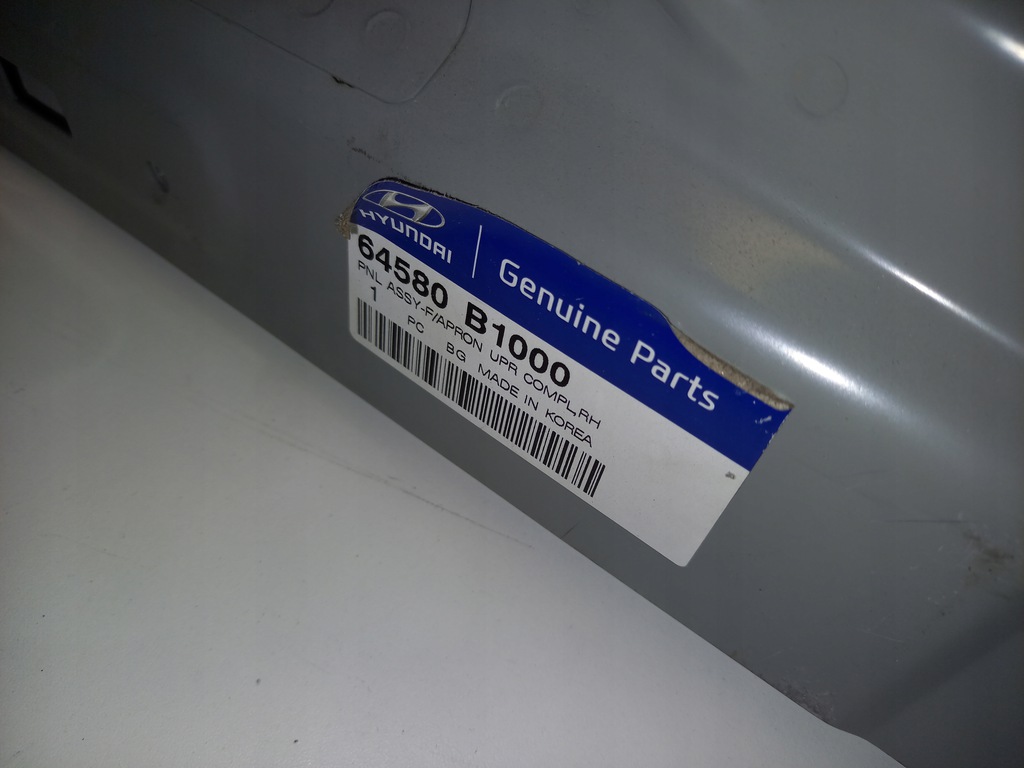 HYUNDAI
Genuine Parts
64580 B1000
PNL ASSY-F/APRON UPR COMPL,RH
1 PC BG MADE IN KOREA